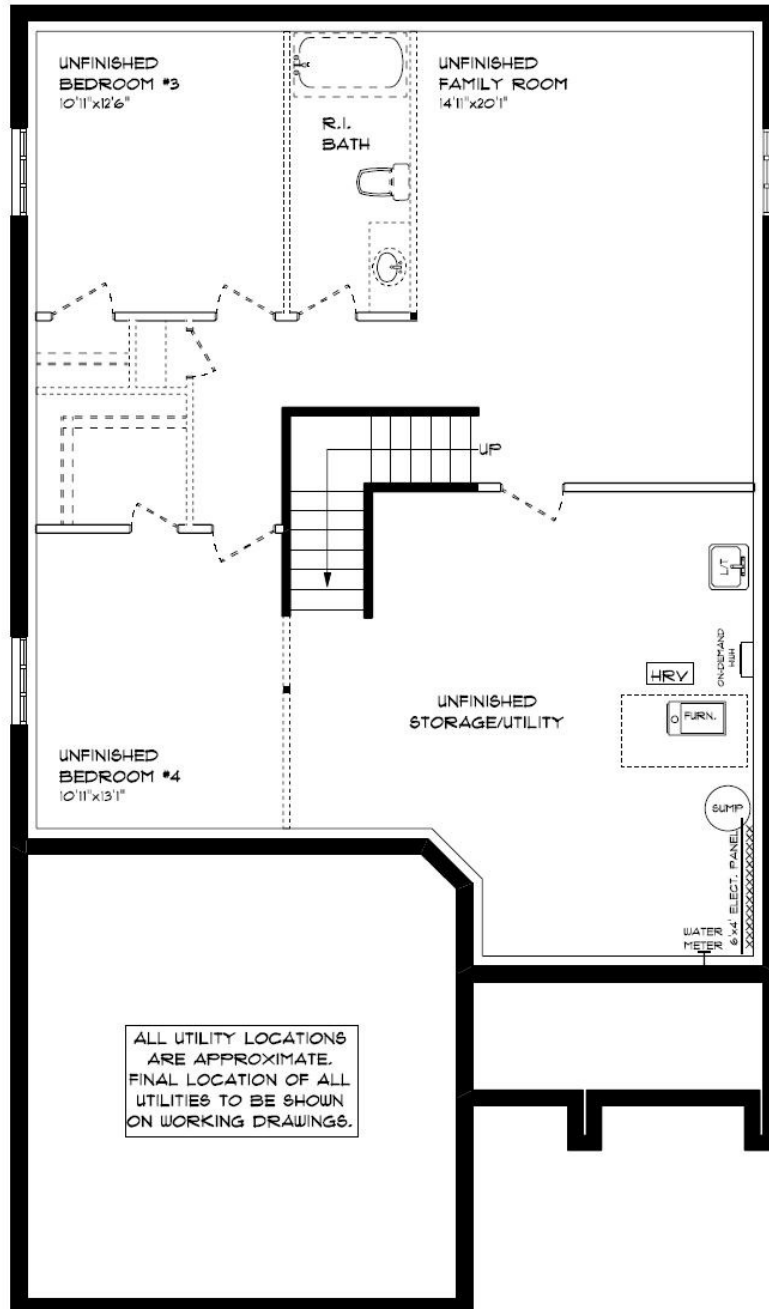 UNFINISHED
BEDROOM #3
10'11"x12'6"
R.I.
BATH
UNFINISHED
FAMILY ROOM
14'11"x20'1"
UP
L/T
ON-DEMAND
HWH
HRV
FURN.
UNFINISHED
STORAGE/UTILITY
UNFINISHED
BEDROOM #4
10'11"x13'1"
SUMP
6'x4' ELECT. PANEL
WATER
METER
ALL UTILITY LOCATIONS
ARE APPROXIMATE.
FINAL LOCATION OF ALL
UTILITIES TO BE SHOWN
ON WORKING DRAWINGS.